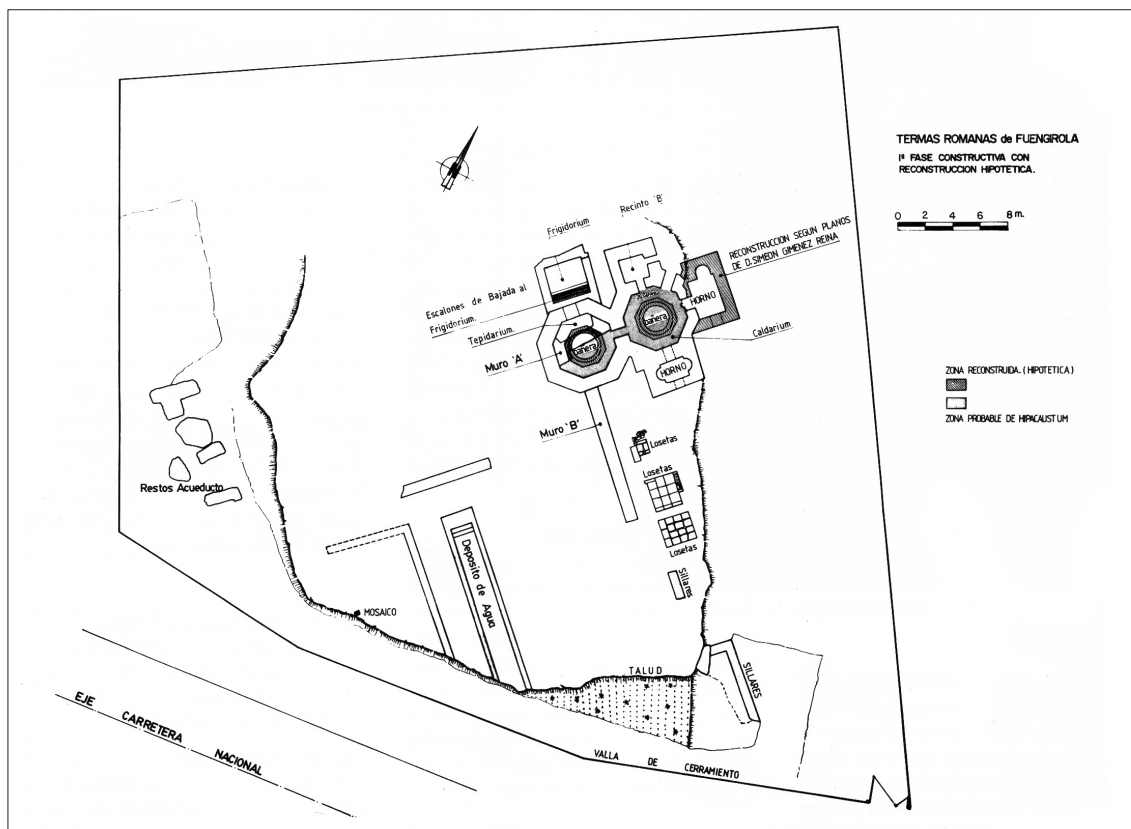 TERMAS ROMANAS de FUENGIROLA
1ª FASE CONSTRUCTIVA CON
RECONSTRUCCION HIPOTETICA.
0 2 4 6 8 m.
Frigidorium
Recinto 'B'
RECONSTRUCCION SEGUN PLANOS
DE D. SIMEON GIMENEZ REINA
Escalones de Bajada al
Frigidorium.
Tepidarium.
Muro 'A'
bañera
bañera
HORNO
HORNO
Caldarium
ZONA RECONSTRUIDA. (HIPOTETICA)
ZONA PROBABLE DE HIPACAUSTUM
Muro 'B'
Losetas
Losetas
Losetas
Sillares
Restos Acueducto
Deposito de Agua
MOSAICO
TALUD
SILLARES
EJE CARRETERA NACIONAL
VALLA DE CERRAMIENTO